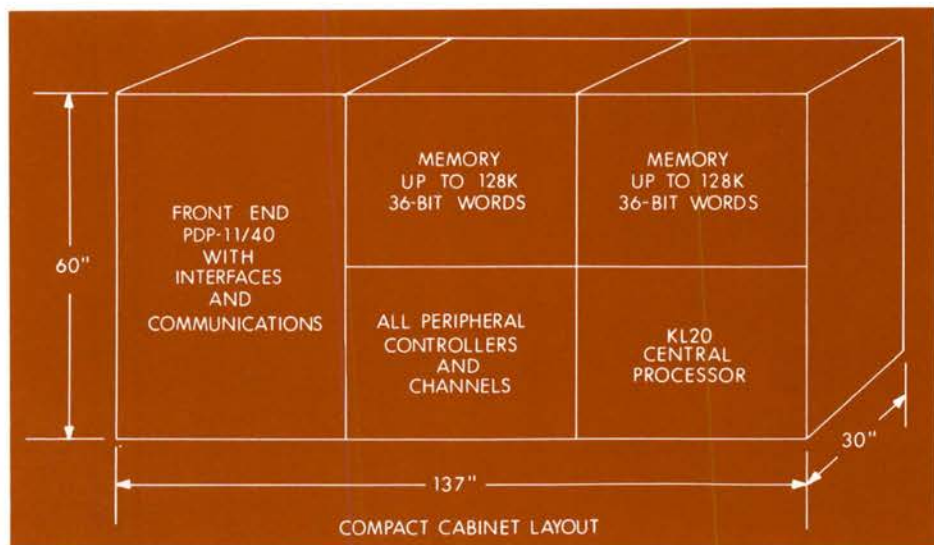 60"
FRONT END
PDP-11/40
WITH
INTERFACES
AND
COMMUNICATIONS
MEMORY
UP TO 128K
36-BIT WORDS
MEMORY
UP TO 128K
36-BIT WORDS
ALL PERIPHERAL
CONTROLLERS
AND
CHANNELS
KL20
CENTRAL
PROCESSOR
30"
137"
COMPACT CABINET LAYOUT